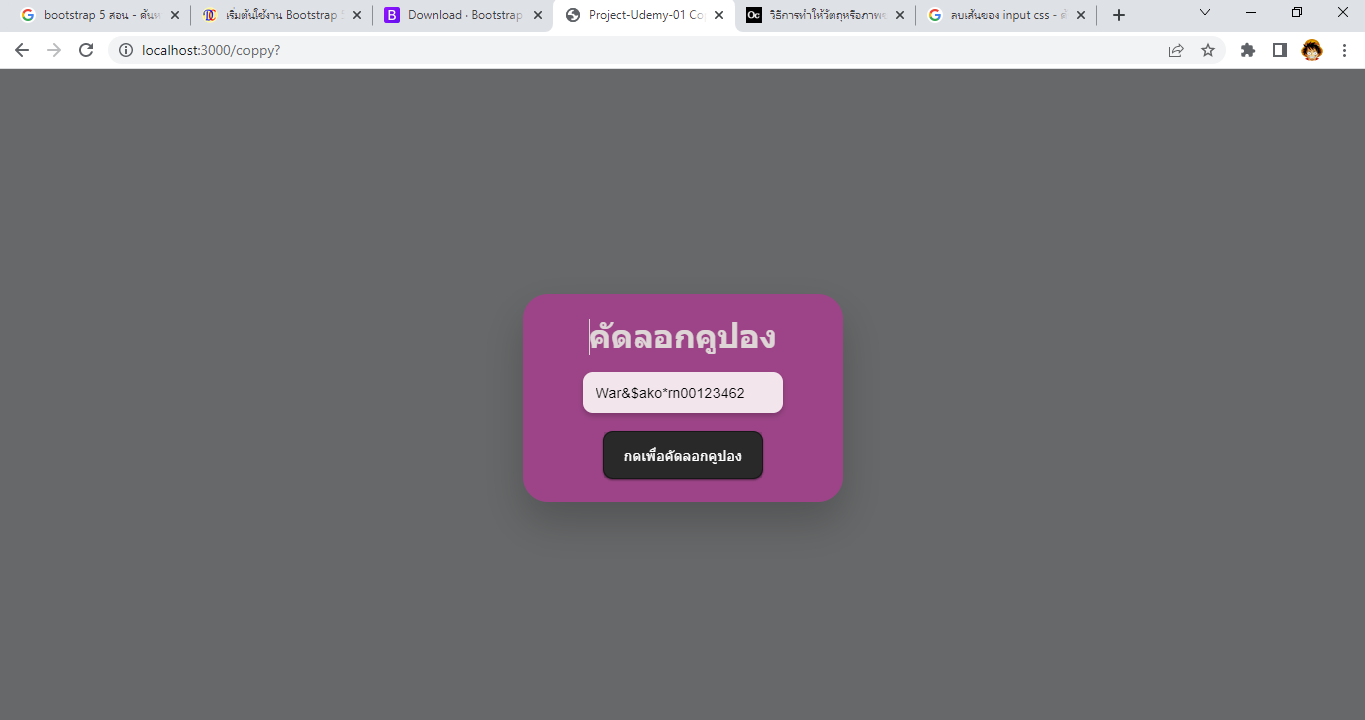 bootstrap 5 สอน - ค้นห
เริ่มต้นใช้งาน Bootstrap 5
Download · Bootstrap
Project-Udemy-01 Co
Oc วิธีการทำให้วัตถุหรือภาพข
ลบเส้นของ input css - ค้
localhost:3000/coppy?
คัดลอกคูปอง
War&$ako*rn00123462
กดเพื่อคัดลอกคูปอง